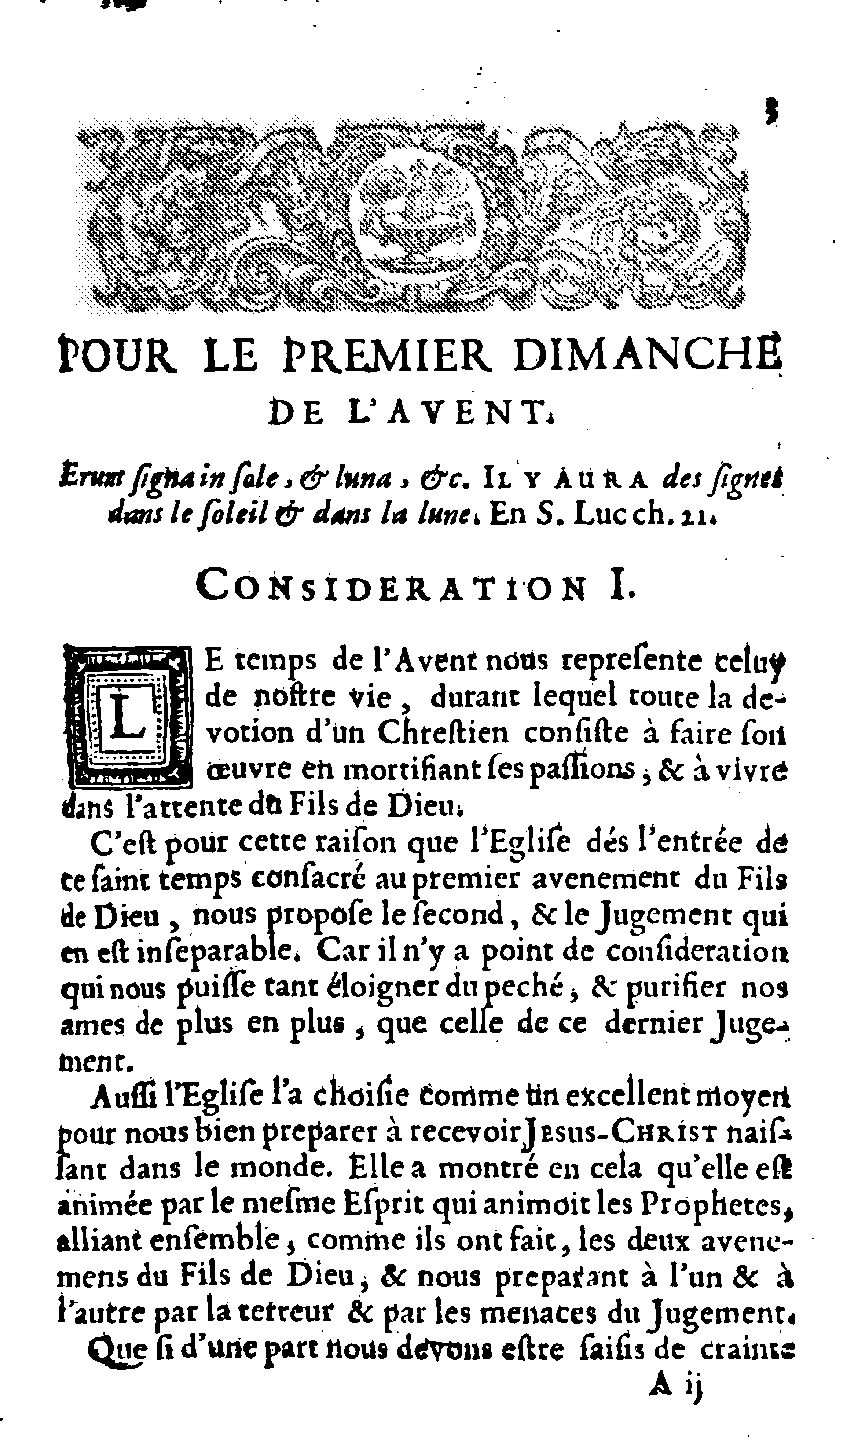 3
POUR LE PREMIER DIMANCHE
DE L'AVENT.
Erunt ſigna in ſole, & luna, &c. IL Y AURA des ſignes
dans le ſoleil & dans la lune. En S. Luc ch. 21.
CONSIDERATION I.
LE temps de l'Avent nous repreſente celuy
de noſtre vie, durant lequel toute la de-
votion d'un Chreſtien conſiſte à faire ſon
œuvre en mortifiant ſes paſſions, & à vivre
dans l'attente du Fils de Dieu.
C'eſt pour cette raiſon que l'Egliſe dés l'entrée de
ce ſaint temps conſacré au premier avenement du Fils
de Dieu, nous propoſe le ſecond, & le Jugement qui
en eſt inſeparable. Car il n'y a point de conſideration
qui nous puiſſe tant éloigner du peché, & purifier nos
ames de plus en plus, que celle de ce dernier Juge-
ment.
Auſſi l'Egliſe l'a choiſie comme un excellent moyen
pour nous bien preparer à recevoir JESUS-CHRIST naiſ-
ſant dans le monde. Elle a montré en cela qu'elle eſt
animée par le meſme Eſprit qui animoit les Prophetes,
alliant enſemble, comme ils ont fait, les deux avene-
mens du Fils de Dieu, & nous preparant à l'un & à
l'autre par la terreur & par les menaces du Jugement.
Que ſi d'une part nous devons eſtre ſaiſis de crainte
A ij